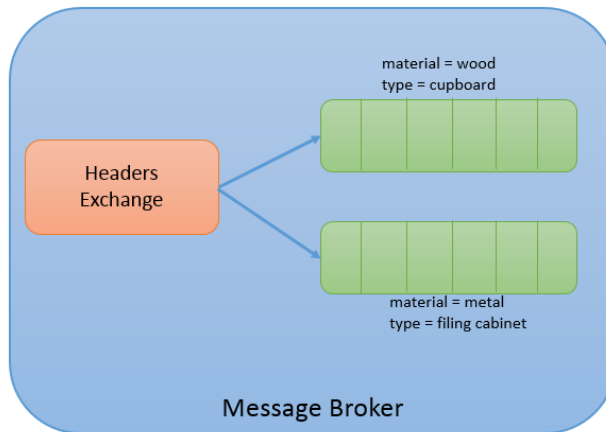 material = wood
type = cupboard
Headers
Exchange
material = metal
type = filing cabinet
Message Broker